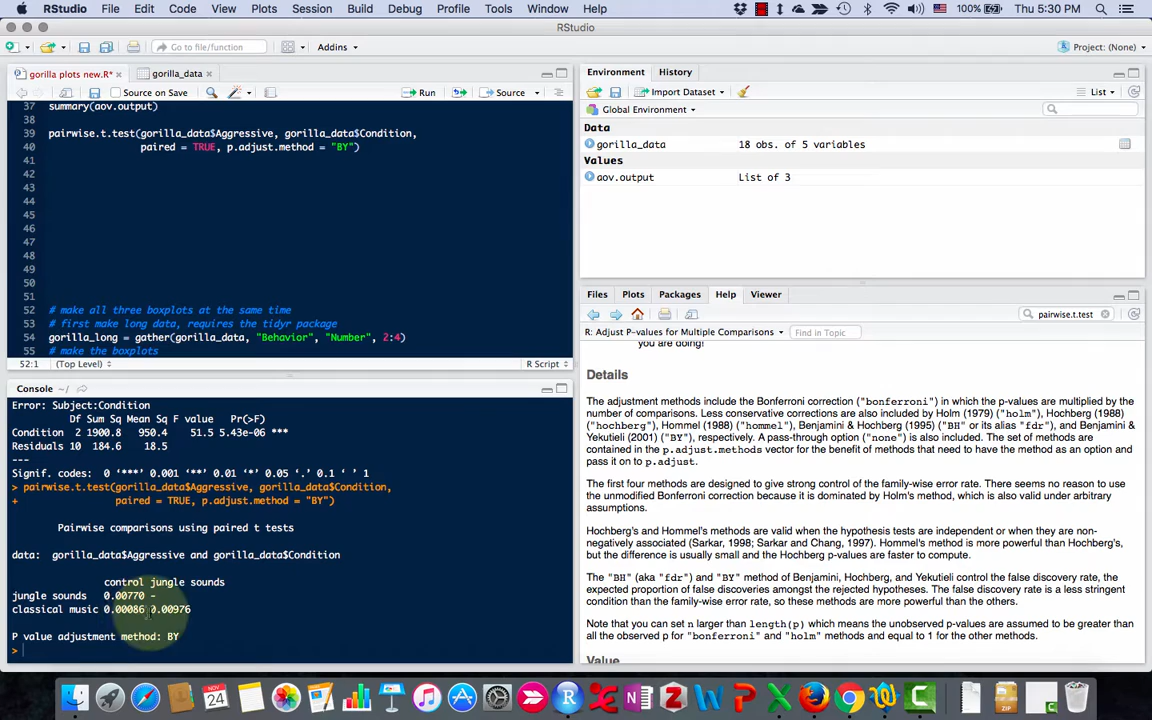 RStudio File Edit Code View Plots Session Build Debug Profile Tools Window Help 100% Thu 5:30 PM
RStudio
Go to file/function Addins Project: (None)
gorilla plots new.R* gorilla_data
Source on Save Run Source
37 summary(aov.output)
38
39 pairwise.t.test(gorilla_data$Aggressive, gorilla_data$Condition,
40 paired = TRUE, p.adjust.method = "BY")
41
42
43
44
45
46
47
48
49
50
51
52 # make all three boxplots at the same time
53 # first make long data, requires the tidyr package
54 gorilla_long = gather(gorilla_data, "Behavior", "Number", 2:4)
55 # make the boxplots
52:1 (Top Level) R Script
Console ~/
Error: Subject:Condition
Df Sum Sq Mean Sq F value Pr(>F)
Condition 2 1900.8 950.4 51.5 5.43e-06 ***
Residuals 10 184.6 18.5
---
Signif. codes: 0 ‘***’ 0.001 ‘**’ 0.01 ‘*’ 0.05 ‘.’ 0.1 ‘ ’ 1
> pairwise.t.test(gorilla_data$Aggressive, gorilla_data$Condition,
+ paired = TRUE, p.adjust.method = "BY")
Pairwise comparisons using paired t tests
data: gorilla_data$Aggressive and gorilla_data$Condition
control jungle sounds
jungle sounds 0.00770 -
classical music 0.00086 0.00976
P value adjustment method: BY
>
Environment History
Import Dataset List
Global Environment
Data
gorilla_data 18 obs. of 5 variables
Values
aov.output List of 3
Files Plots Packages Help Viewer
pairwise.t.test
R: Adjust P-values for Multiple Comparisons Find in Topic
you are doing!
Details
The adjustment methods include the Bonferroni correction ("bonferroni") in which the p-values are multiplied by the
number of comparisons. Less conservative corrections are also included by Holm (1979) ("holm"), Hochberg (1988)
("hochberg"), Hommel (1988) ("hommel"), Benjamini & Hochberg (1995) ("BH" or its alias "fdr"), and Benjamini &
Yekutieli (2001) ("BY"), respectively. A pass-through option ("none") is also included. The set of methods are
contained in the p.adjust.methods vector for the benefit of methods that need to have the method as an option and
pass it on to p.adjust.
The first four methods are designed to give strong control of the family-wise error rate. There seems no reason to use
the unmodified Bonferroni correction because it is dominated by Holm's method, which is also valid under arbitrary
assumptions.
Hochberg's and Hommel's methods are valid when the hypothesis tests are independent or when they are non-
negatively associated (Sarkar, 1998; Sarkar and Chang, 1997). Hommel's method is more powerful than Hochberg's,
but the difference is usually small and the Hochberg p-values are faster to compute.
The "BH" (aka "fdr") and "BY" method of Benjamini, Hochberg, and Yekutieli control the false discovery rate, the
expected proportion of false discoveries amongst the rejected hypotheses. The false discovery rate is a less stringent
condition than the family-wise error rate, so these methods are more powerful than the others.
Note that you can set n larger than length(p) which means the unobserved p-values are assumed to be greater than
all the observed p for "bonferroni" and "holm" methods and equal to 1 for the other methods.
Value
NOV
24
ZIP